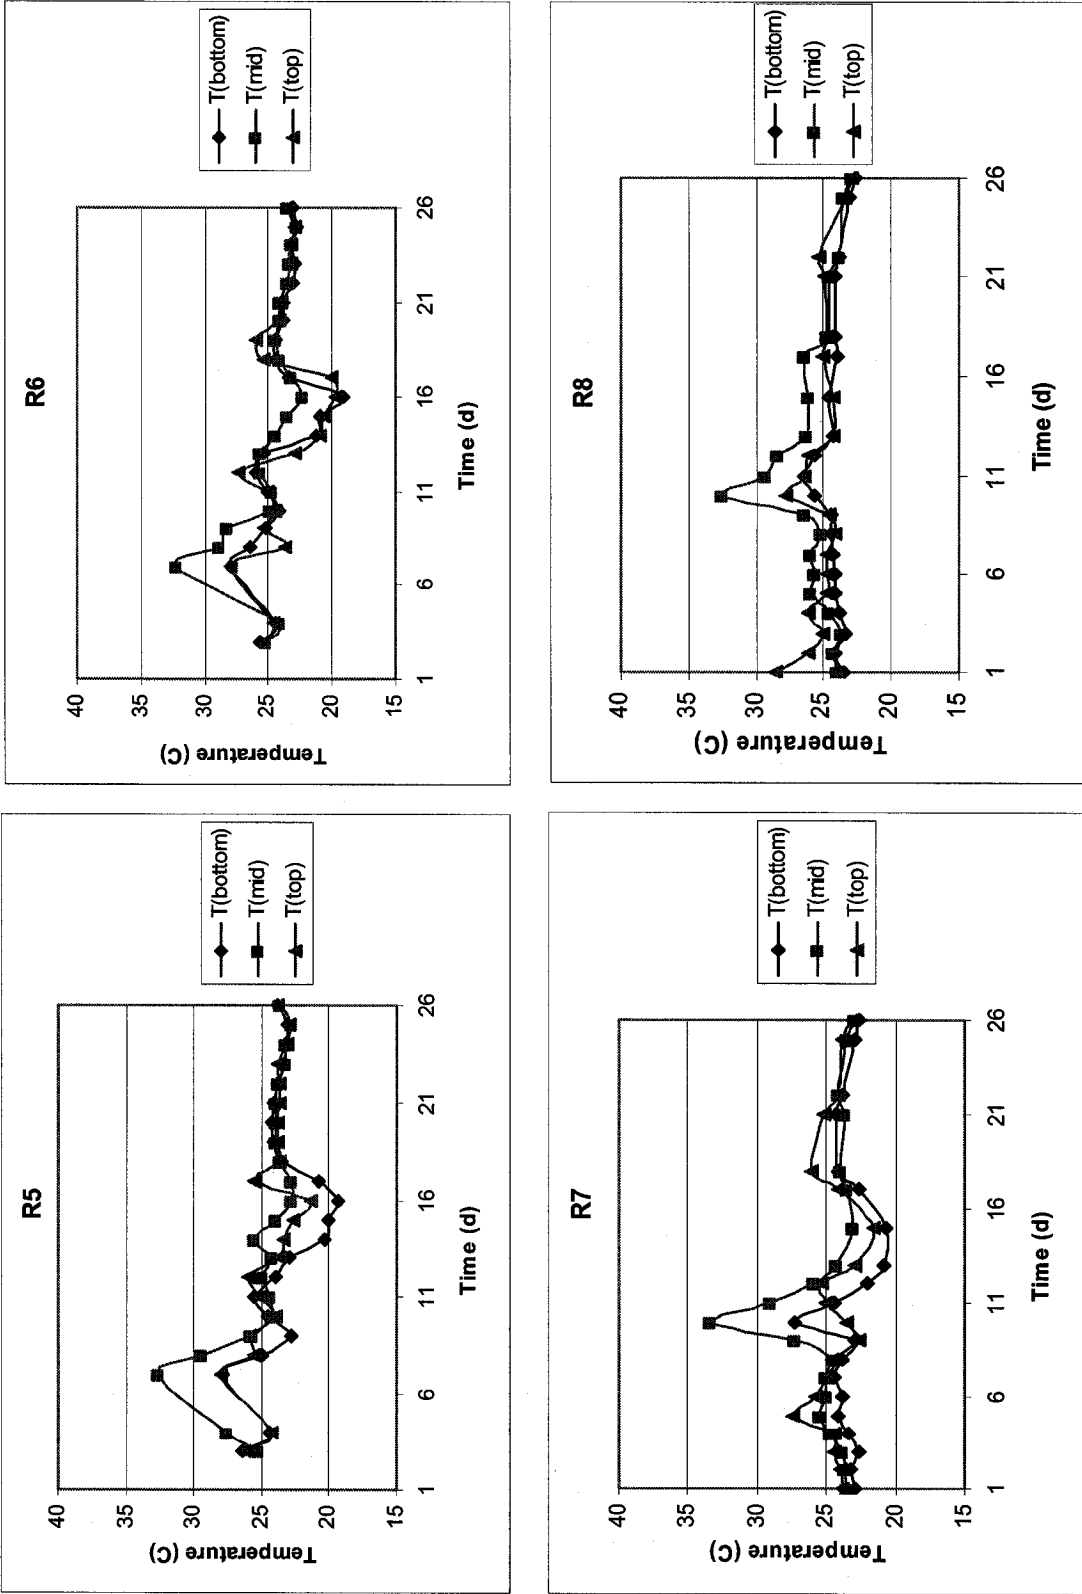 R5
40
35
30
25
20
15
Temperature (C)
1
6
11
16
21
26
Time (d)
T(bottom)
T(mid)
T(top)
R6
40
35
30
25
20
15
Temperature (C)
1
6
11
16
21
26
Time (d)
T(bottom)
T(mid)
T(top)
R7
40
35
30
25
20
15
Temperature (C)
1
6
11
16
21
26
Time (d)
T(bottom)
T(mid)
T(top)
R8
40
35
30
25
20
15
Temperature (C)
1
6
11
16
21
26
Time (d)
T(bottom)
T(mid)
T(top)